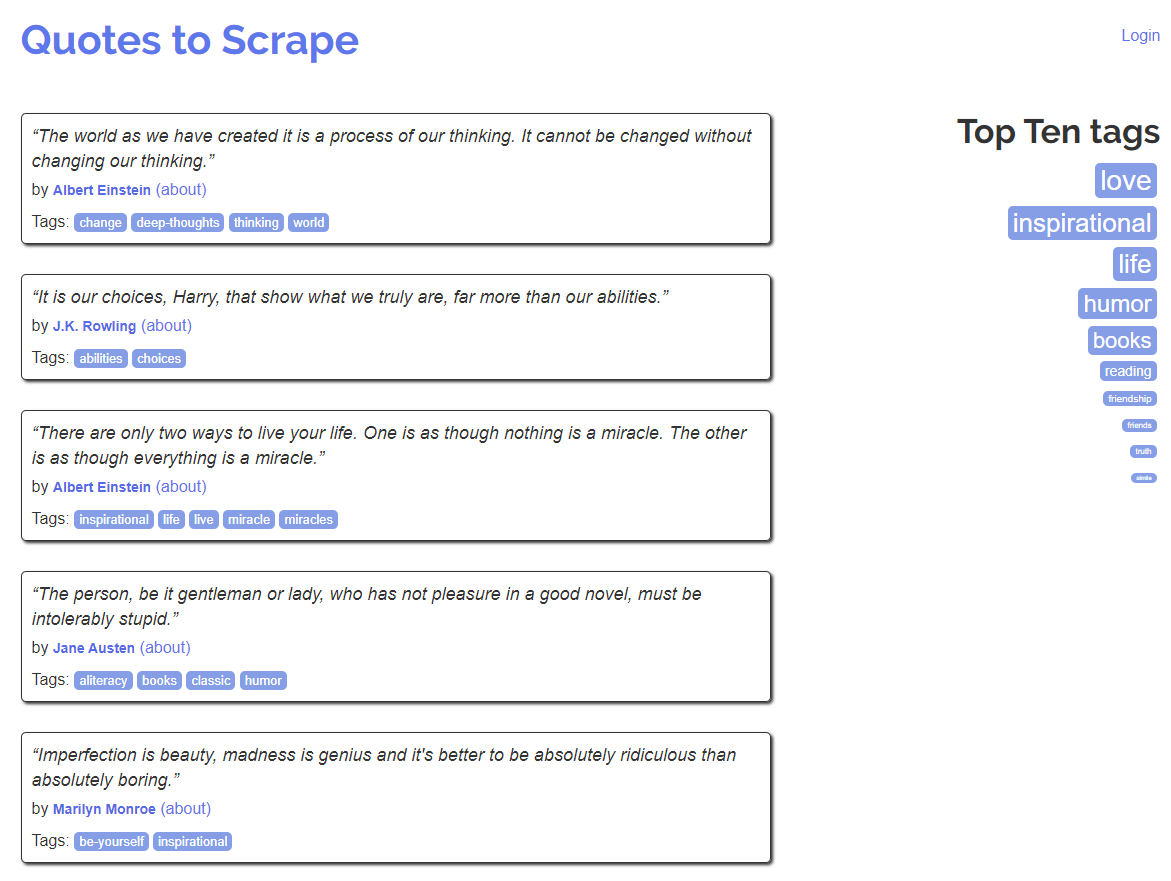 Quotes to Scrape
Login
“The world as we have created it is a process of our thinking. It cannot be changed without
changing our thinking.”
by Albert Einstein (about)
Tags: change deep-thoughts thinking world
“It is our choices, Harry, that show what we truly are, far more than our abilities.”
by J.K. Rowling (about)
Tags: abilities choices
“There are only two ways to live your life. One is as though nothing is a miracle. The other
is as though everything is a miracle.”
by Albert Einstein (about)
Tags: inspirational life live miracle miracles
“The person, be it gentleman or lady, who has not pleasure in a good novel, must be
intolerably stupid.”
by Jane Austen (about)
Tags: aliteracy books classic humor
“Imperfection is beauty, madness is genius and it's better to be absolutely ridiculous than
absolutely boring.”
by Marilyn Monroe (about)
Tags: be-yourself inspirational
Top Ten tags
love
inspirational
life
humor
books
reading
friendship
friends
truth
simile